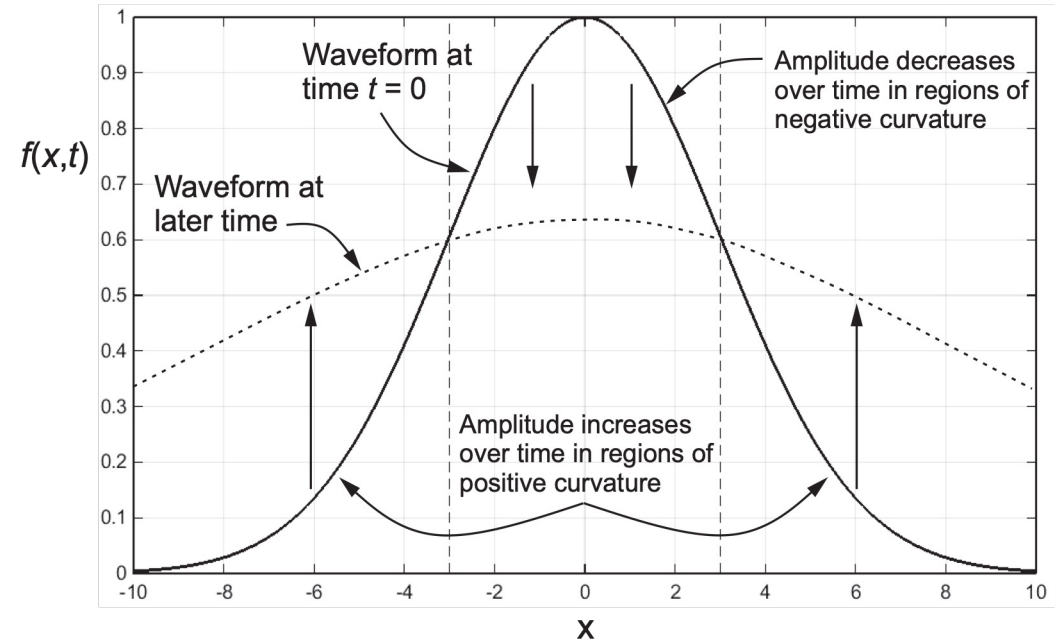 1
0.9
0.8
0.7
0.6
0.5
0.4
0.3
0.2
0.1
0
f(x,t)
Waveform at
time t = 0
Waveform at
later time
Amplitude decreases
over time in regions of
negative curvature
Amplitude increases
over time in regions of
positive curvature
-10 -8 -6 -4 -2 0 2 4 6 8 10
x